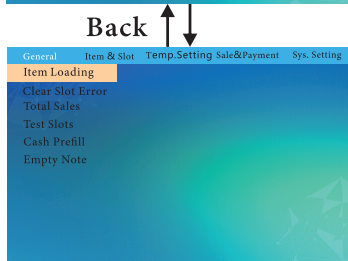 Back
General Item & Slot Temp.Setting Sale&Payment Sys. Setting
Item Loading
Clear Slot Error
Total Sales
Test Slots
Cash Prefill
Empty Note